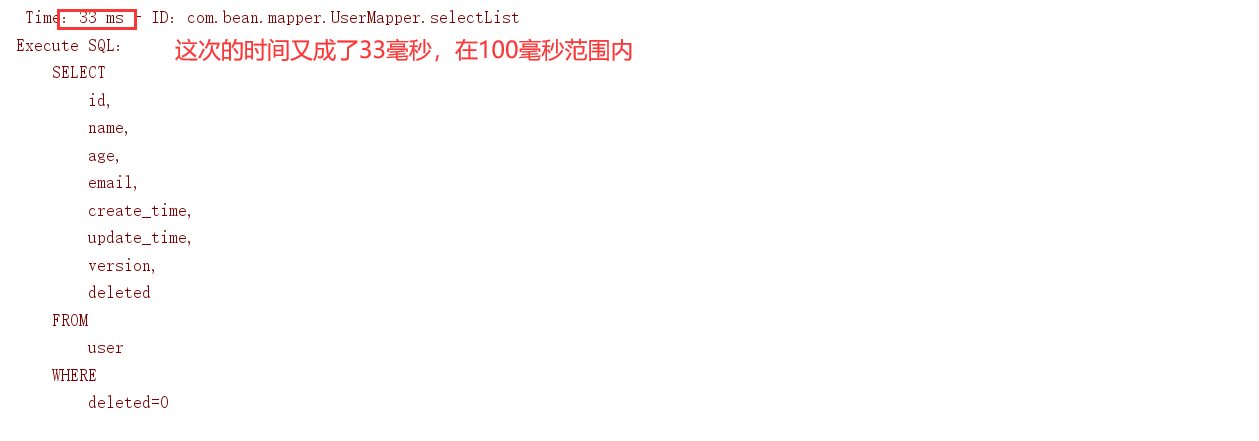 Time：33 ms - ID：com.bean.mapper.UserMapper.selectList
Execute SQL：
这次的时间又成了33毫秒，在100毫秒范围内
SELECT
id,
name,
age,
email,
create_time,
update_time,
version,
deleted
FROM
user
WHERE
deleted=0